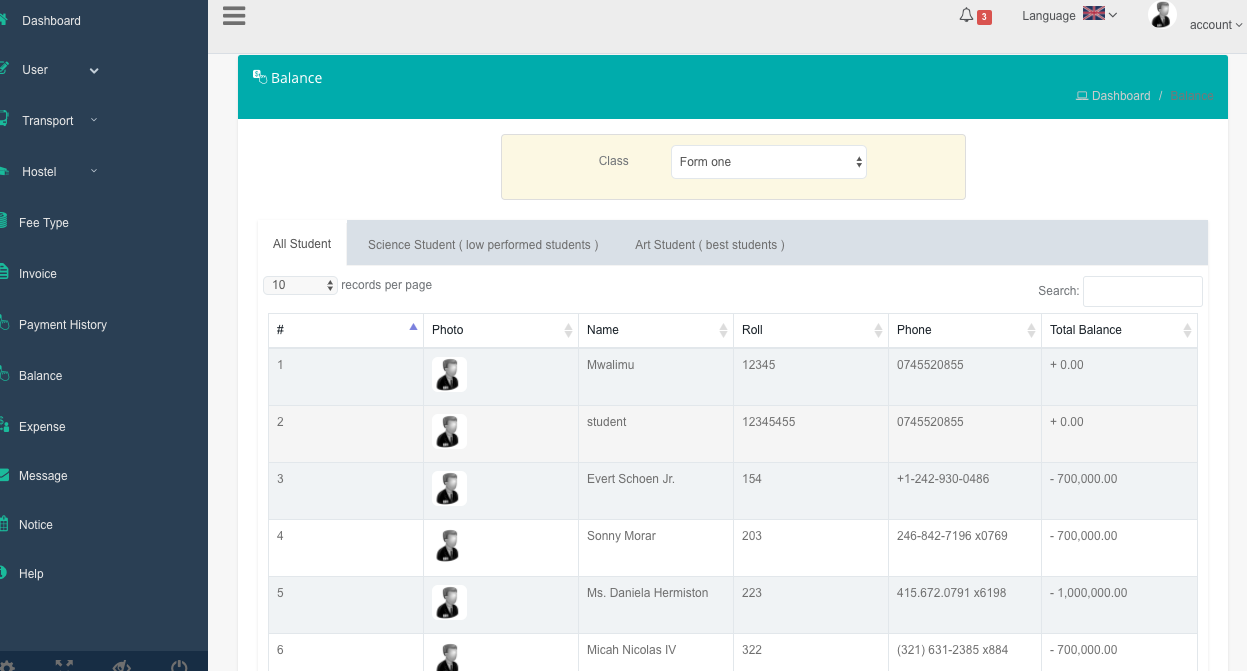 Dashboard
User
Transport
Hostel
Fee Type
Invoice
Payment History
Balance
Expense
Message
Notice
Help
3
Language
account
Balance
Dashboard / Balance
Class Form one
All Student Science Student ( low performed students ) Art Student ( best students )
10 records per page
Search:
# Photo Name Roll Phone Total Balance
1 Mwalimu 12345 0745520855 + 0.00
2 student 12345455 0745520855 + 0.00
3 Evert Schoen Jr. 154 +1-242-930-0486 - 700,000.00
4 Sonny Morar 203 246-842-7196 x0769 - 700,000.00
5 Ms. Daniela Hermiston 223 415.672.0791 x6198 - 1,000,000.00
6 Micah Nicolas IV 322 (321) 631-2385 x884 - 700,000.00